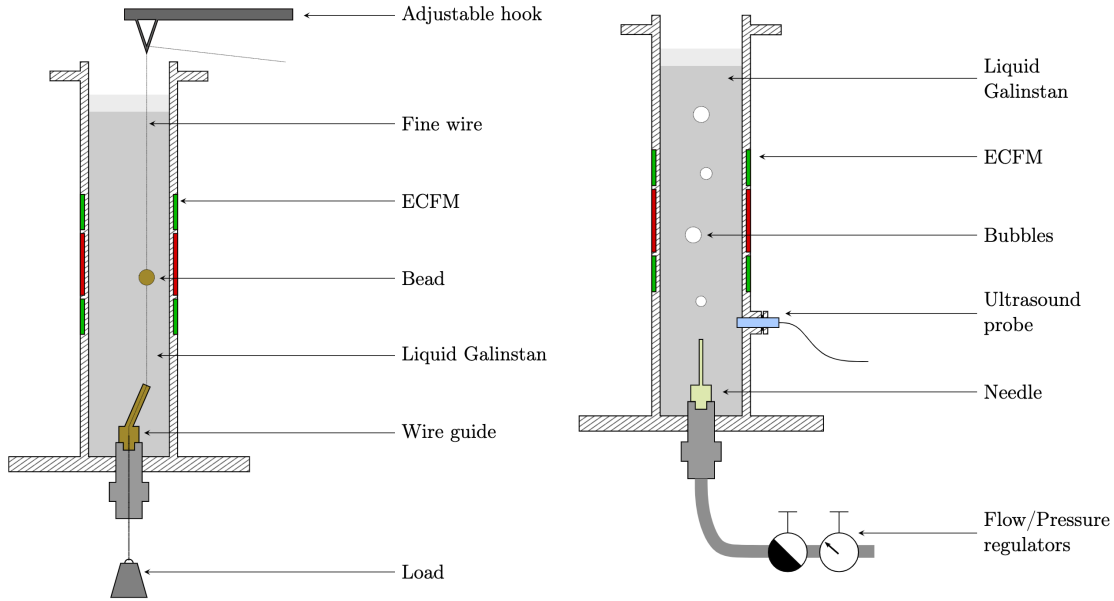 Adjustable hook
Fine wire
ECFM
Bead
Liquid Galinstan
Wire guide
Load
Liquid
Galinstan
ECFM
Bubbles
Ultrasound
probe
Needle
Flow/Pressure
regulators